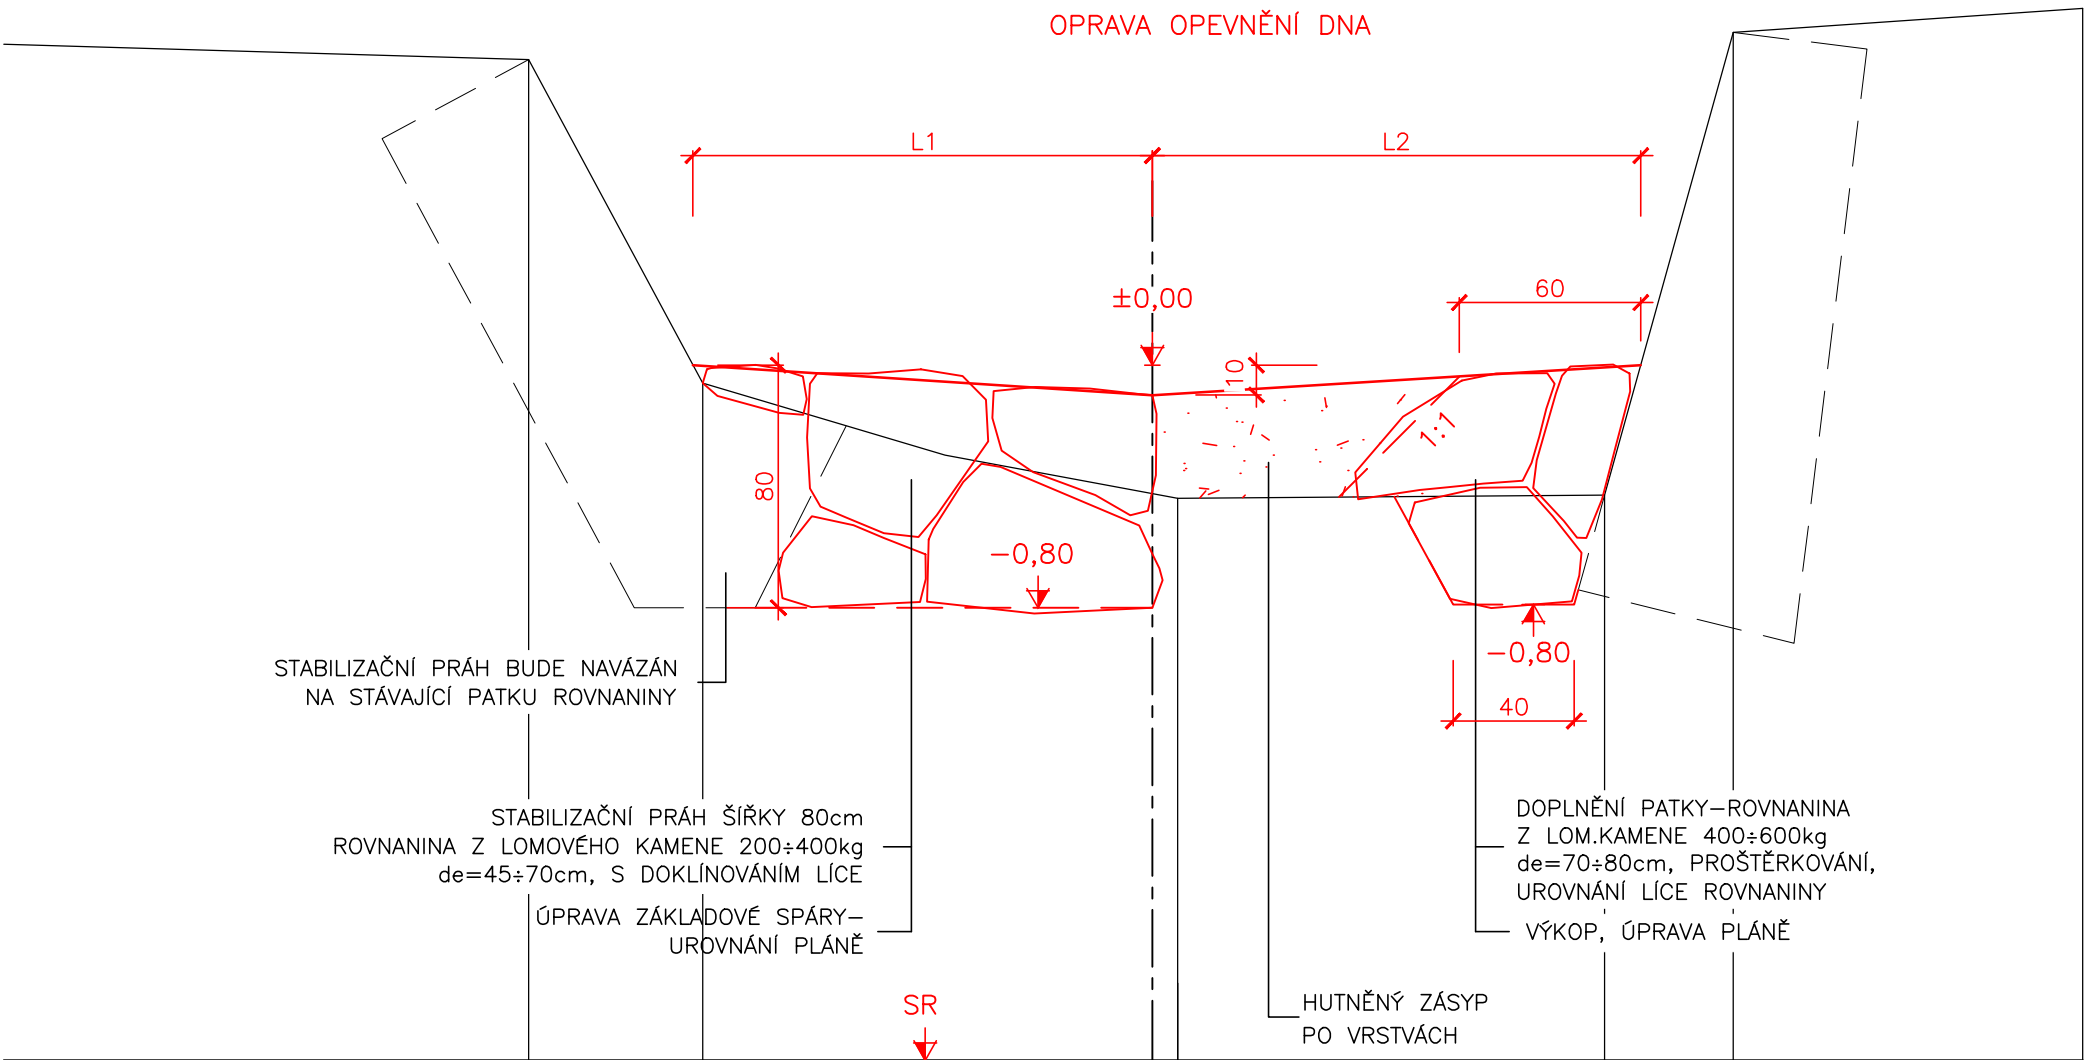 OPRAVA OPEVNĚNÍ DNA
L1
L2
±0,00
60
10
1:1
80
-0,80
-0,80
40
STABILIZAČNÍ PRÁH BUDE NAVÁZÁN
NA STÁVAJÍCÍ PATKU ROVNANINY
STABILIZAČNÍ PRÁH ŠÍŘKY 80cm
ROVNANINA Z LOMOVÉHO KAMENE 200÷400kg
de=45÷70cm, S DOKLÍNOVÁNÍM LÍCE
ÚPRAVA ZÁKLADOVÉ SPÁRY-
UROVNÁNÍ PLÁNĚ
DOPLNĚNÍ PATKY-ROVNANINA
Z LOM.KAMENE 400÷600kg
de=70÷80cm, PROŠTĚRKOVÁNÍ,
UROVNÁNÍ LÍCE ROVNANINY
VÝKOP, ÚPRAVA PLÁNĚ
SR
HUTNĚNÝ ZÁSYP
PO VRSTVÁCH